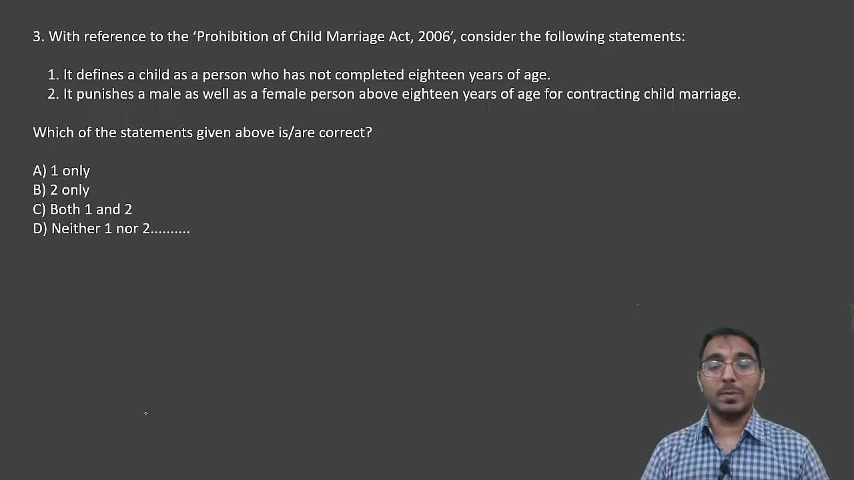 3. With reference to the ‘Prohibition of Child Marriage Act, 2006’, consider the following statements:
1. It defines a child as a person who has not completed eighteen years of age.
2. It punishes a male as well as a female person above eighteen years of age for contracting child marriage.
Which of the statements given above is/are correct?
A) 1 only
B) 2 only
C) Both 1 and 2
D) Neither 1 nor 2..........